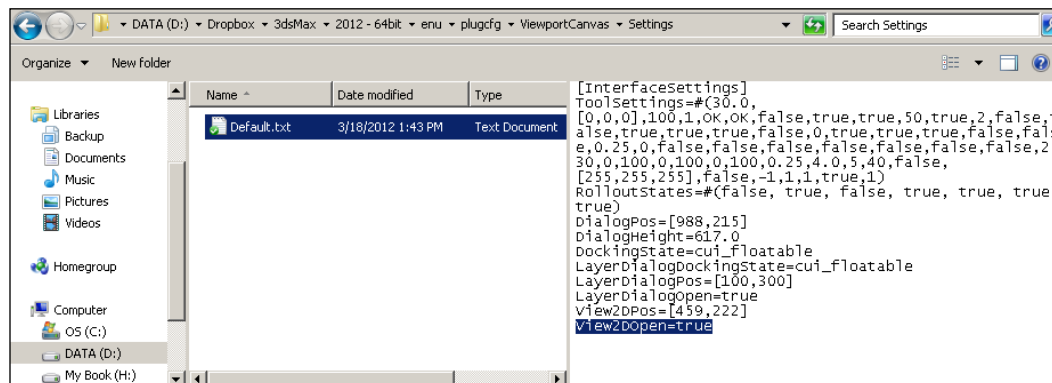 DATA (D:) Dropbox 3dsMax 2012 - 64bit enu plugcfg ViewportCanvas Settings
Search Settings
Organize New folder
Name Date modified Type
Libraries
Backup
Documents
Music
Pictures
Videos
Homegroup
Computer
OS (C:)
DATA (D:)
My Book (H:)
Default.txt 3/18/2012 1:43 PM Text Document
[InterfaceSettings]
ToolSettings=#(30.0,
[0,0,0],100,1,OK,OK,false,true,true,50,true,2,false,
alse,true,true,true,false,0,true,true,true,false,fal
e,0.25,0,false,false,false,false,false,false,false,2
30,0,100,0,100,0,100,0.25,4.0,5,40,false,
[255,255,255],false,-1,1,1,true,1)
RolloutStates=#(false, true, false, true, true, true
true)
DialogPos=[988,215]
DialogHeight=617.0
DockingState=cui_floatable
LayerDialogDockingState=cui_floatable
LayerDialogPos=[100,300]
LayerDialogOpen=true
View2DPos=[459,222]
View2DOpen=true